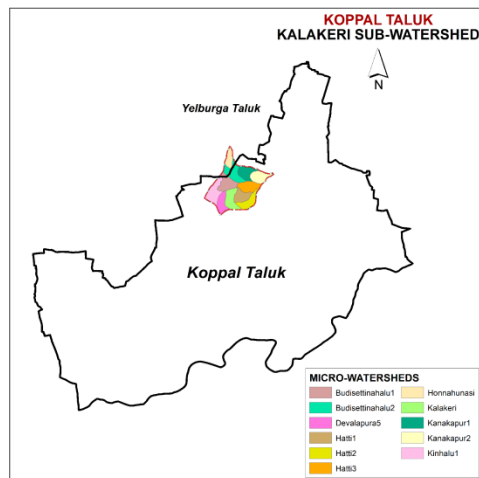 KOPPAL TALUK
KALAKERI SUB-WATERSHED
N
Yelburga Taluk
Koppal Taluk
MICRO-WATERSHEDS
Budisettinahalu1
Budisettinahalu2
Devalapura5
Hatti1
Hatti2
Hatti3
Honnahunasi
Kalakeri
Kanakapur1
Kanakapur2
Kinhalu1